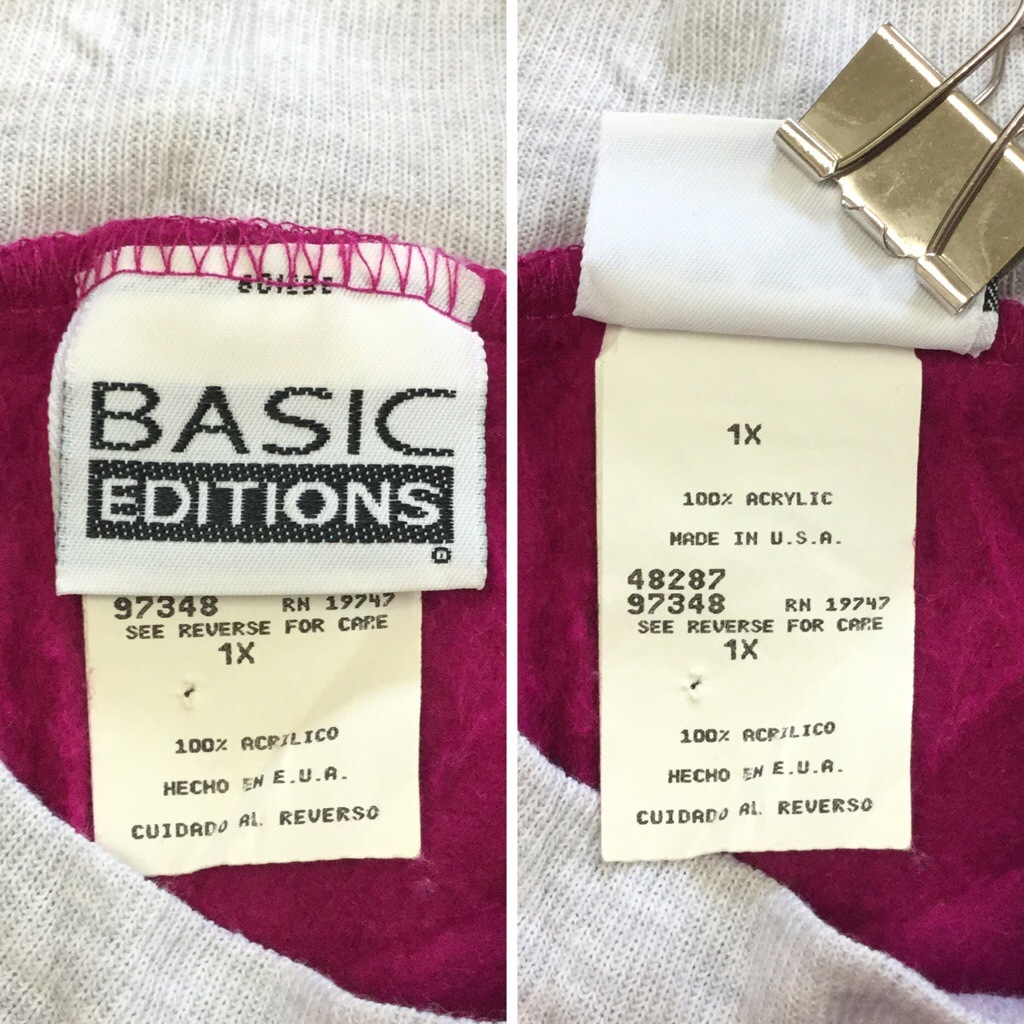 BASIC
EDITIONS
®
97348 RN 19747
SEE REVERSE FOR CARE
1X
100% ACRILICO
HECHO EN E.U.A.
CUIDADO AL REVERSO
1X
100% ACRYLIC
MADE IN U.S.A.
48287
97348 RN 19747
SEE REVERSE FOR CARE
1X
100% ACRILICO
HECHO EN E.U.A.
CUIDADO AL REVERSO